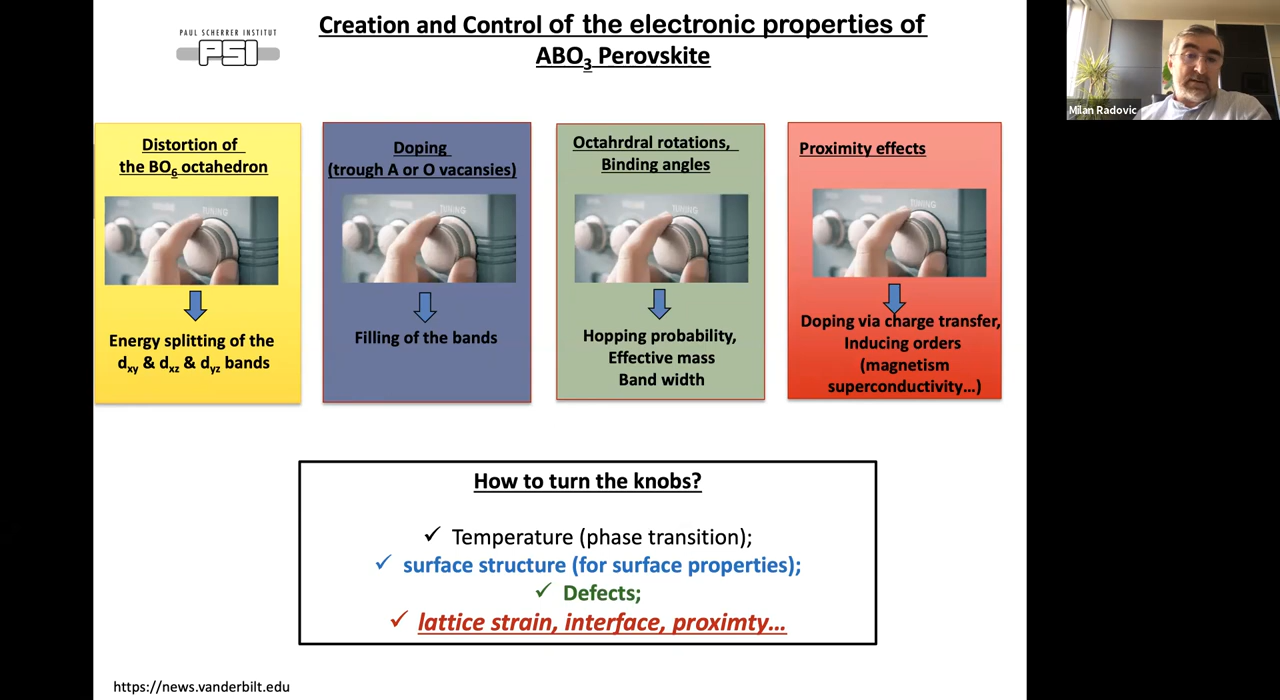 PAUL SCHERRER INSTITUT
PSI
Creation and Control of the electronic properties of
ABO₃ Perovskite
Milan Radovic
Distortion of
the BO₆ octahedron
TUNING
Energy splitting of the
dxy & dxz & dyz bands
Doping
(trough A or O vacansies)
TUNING
Filling of the bands
Octahrdral rotations,
Binding angles
TUNING
Hopping probability,
Effective mass
Band width
Proximity effects
TUNING
Doping via charge transfer,
Inducing orders
(magnetism
superconductivity...)
How to turn the knobs?
✓ Temperature (phase transition);
✓ surface structure (for surface properties);
✓ Defects;
✓ lattice strain, interface, proximty...
https://news.vanderbilt.edu